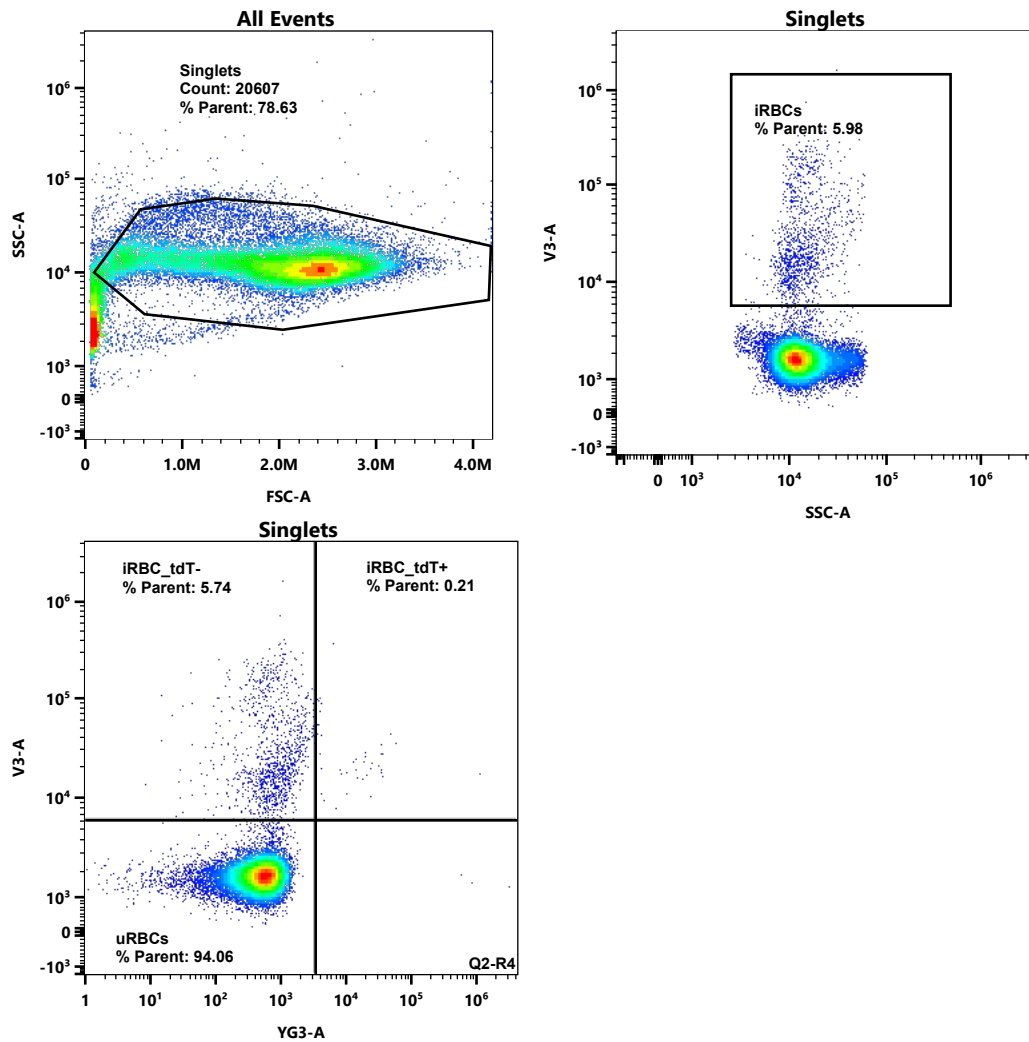 All Events
Singlets
Count: 20607
% Parent: 78.63
SSC-A
10⁶
10⁵
10⁴
10³
0
-10³
0
1.0M
2.0M
3.0M
4.0M
FSC-A
Singlets
iRBCs
% Parent: 5.98
V3-A
10⁶
10⁵
10⁴
10³
0
-10³
0
10³
10⁴
10⁵
10⁶
SSC-A
Singlets
iRBC_tdT-
% Parent: 5.74
iRBC_tdT+
% Parent: 0.21
V3-A
10⁶
10⁵
10⁴
10³
0
-10³
uRBCs
% Parent: 94.06
Q2-R4
1
10¹
10²
10³
10⁴
10⁵
10⁶
YG3-A